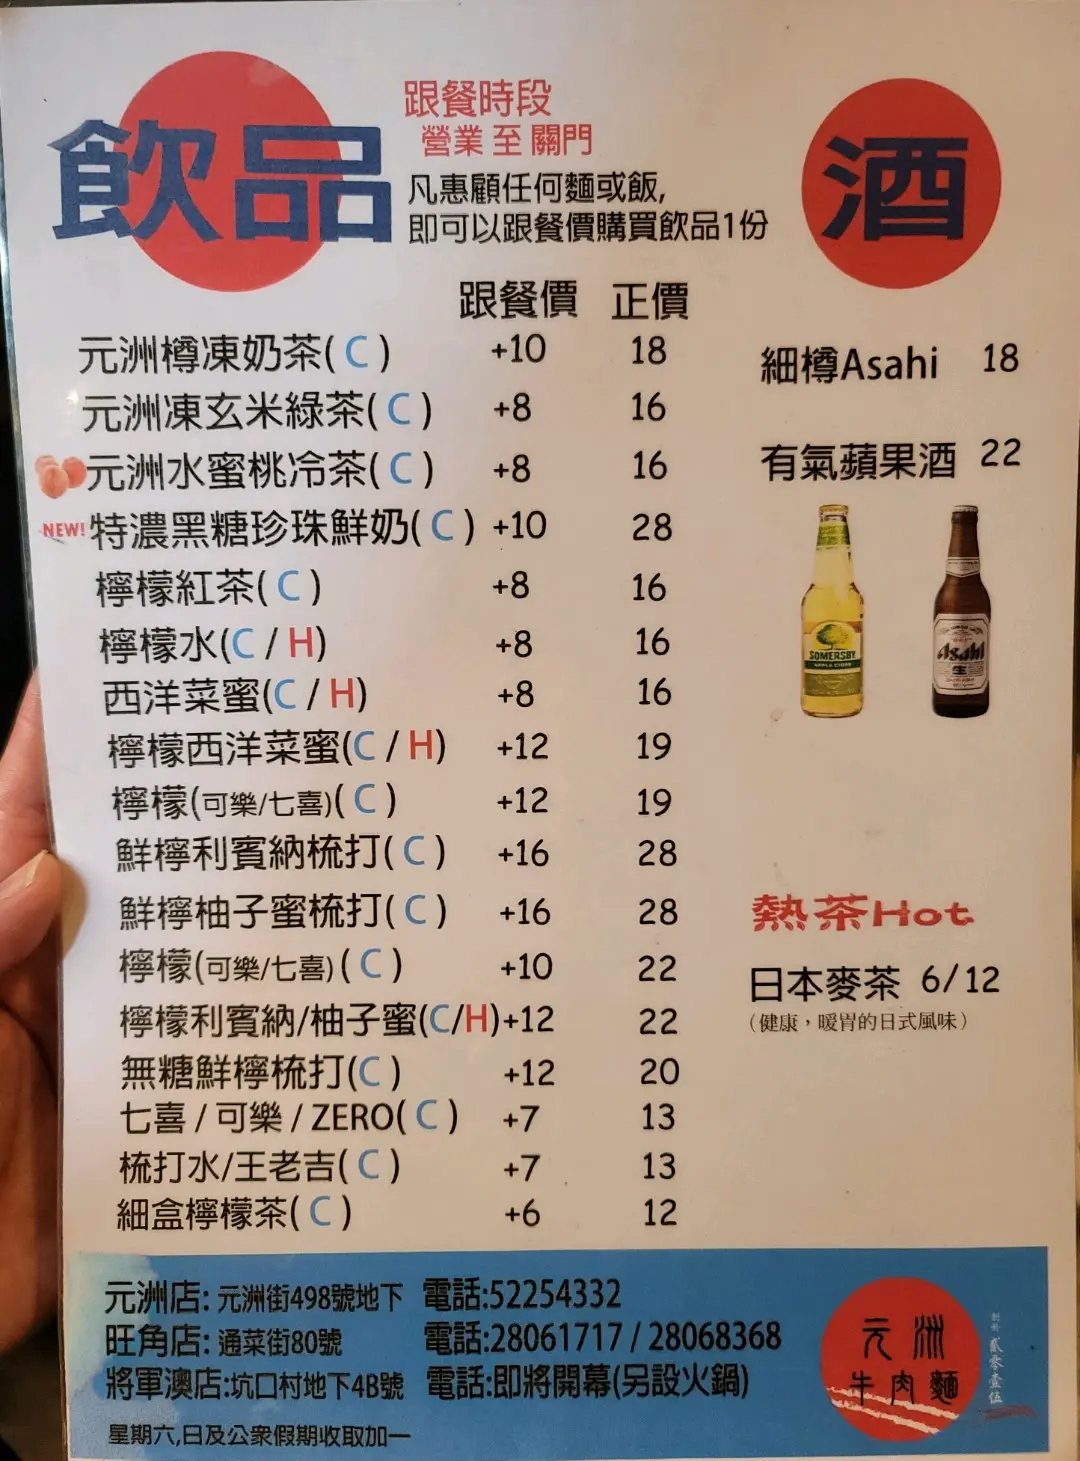 飲品
跟餐時段
營業 至 關門
凡惠顧任何麵或飯,
即可以跟餐價購買飲品1份
酒
跟餐價 正價
元洲樽凍奶茶( C ) +10 18
元洲凍玄米綠茶( C ) +8 16
元洲水蜜桃冷茶( C ) +8 16
NEW! 特濃黑糖珍珠鮮奶( C ) +10 28
檸檬紅茶( C ) +8 16
檸檬水(C / H) +8 16
西洋菜蜜(C / H) +8 16
檸檬西洋菜蜜(C / H) +12 19
檸檬(可樂/七喜)( C ) +12 19
鮮檸利賓納梳打( C ) +16 28
鮮檸柚子蜜梳打( C ) +16 28
檸檬(可樂/七喜)( C ) +10 22
檸檬利賓納/柚子蜜(C/H)+12 22
無糖鮮檸梳打(C ) +12 20
七喜 / 可樂 / ZERO( C ) +7 13
梳打水/王老吉( C ) +7 13
細盒檸檬茶( C ) +6 12
細樽Asahi 18
有氣蘋果酒 22
SOMERSBY
APPLE CIDER
Asahi
生
熱茶Hot
日本麥茶 6/12
(健康，暖胃的日式風味)
元洲店: 元洲街498號地下 電話:52254332
旺角店: 通菜街80號 電話:28061717 / 28068368
將軍澳店:坑口村地下4B號 電話:即將開幕(另設火鍋)
星期六,日及公衆假期收取加一
元洲
牛肉麵
創於
貳零壹伍